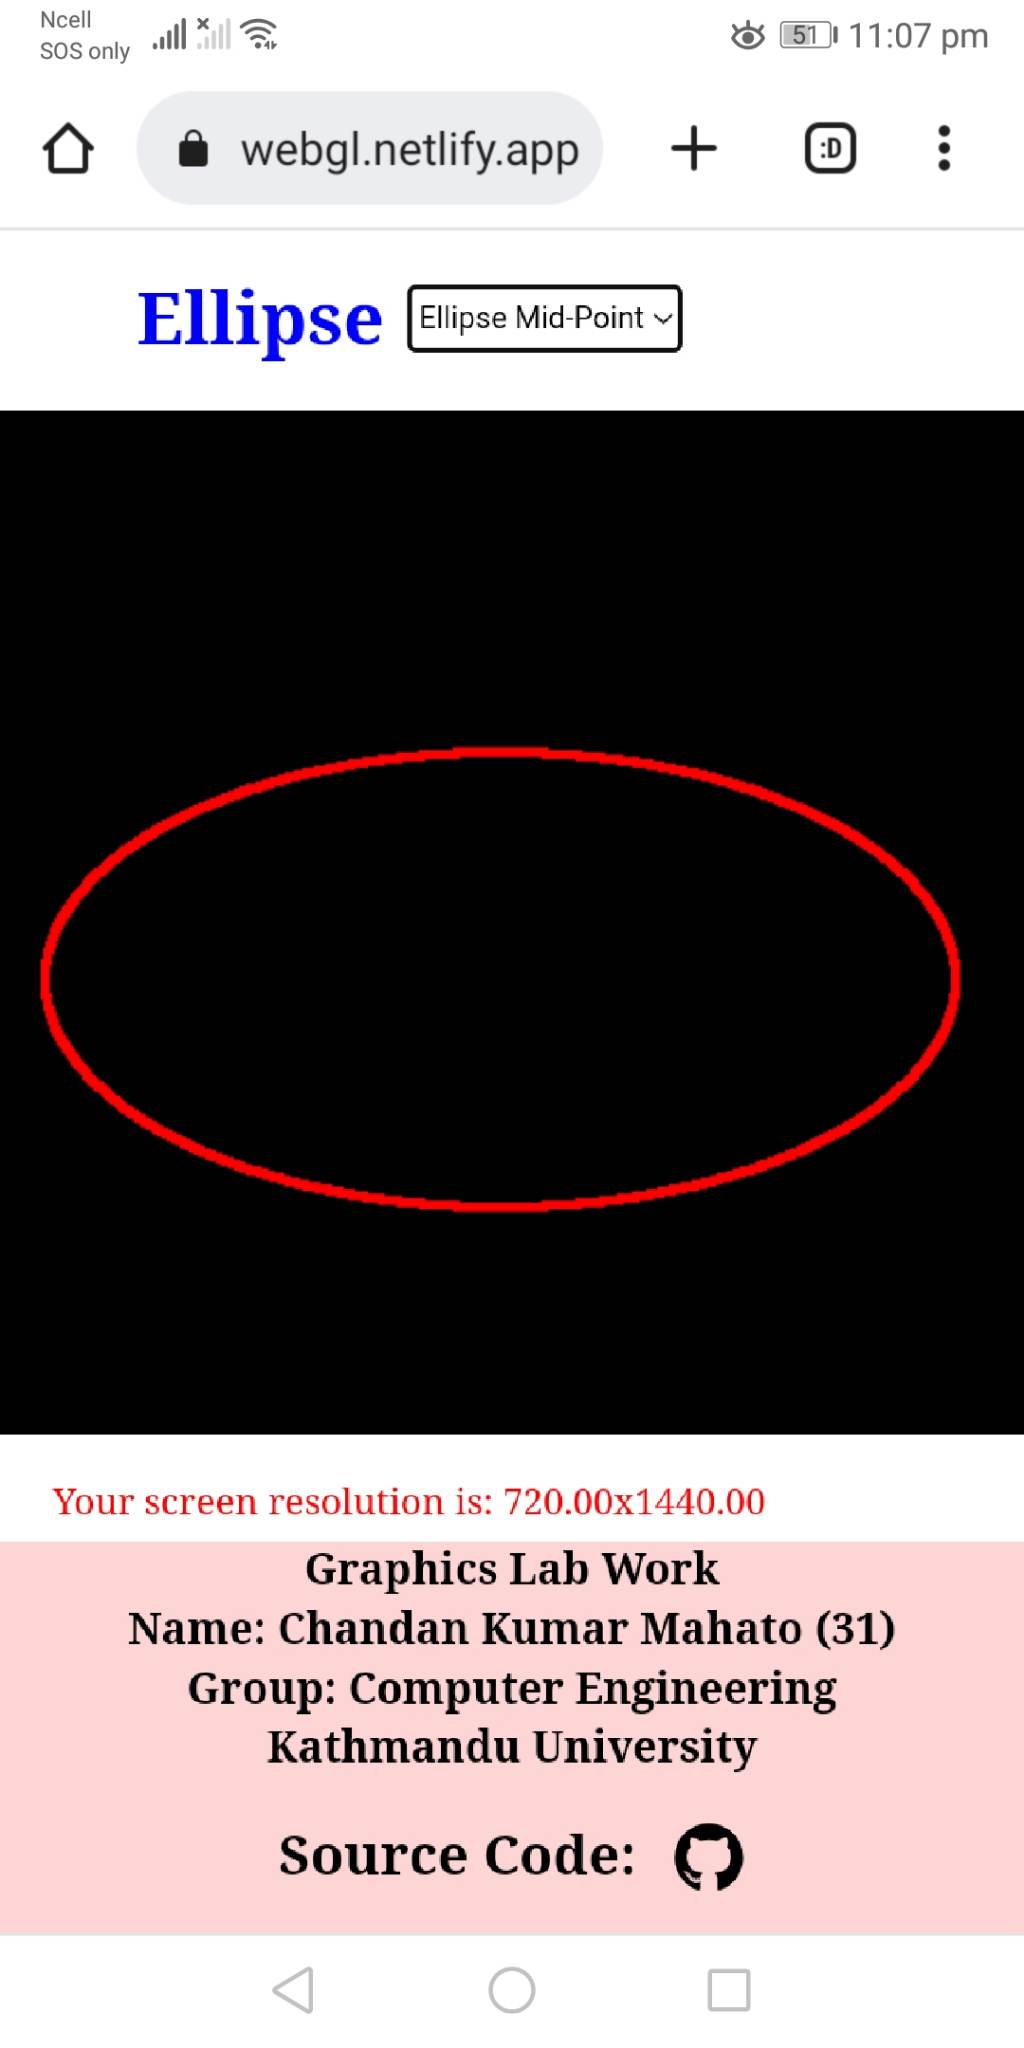 Ncell
SOS only
51 11:07 pm
webgl.netlify.app
:D
Ellipse
Ellipse Mid-Point
Your screen resolution is: 720.00x1440.00
Graphics Lab Work
Name: Chandan Kumar Mahato (31)
Group: Computer Engineering
Kathmandu University
Source Code: